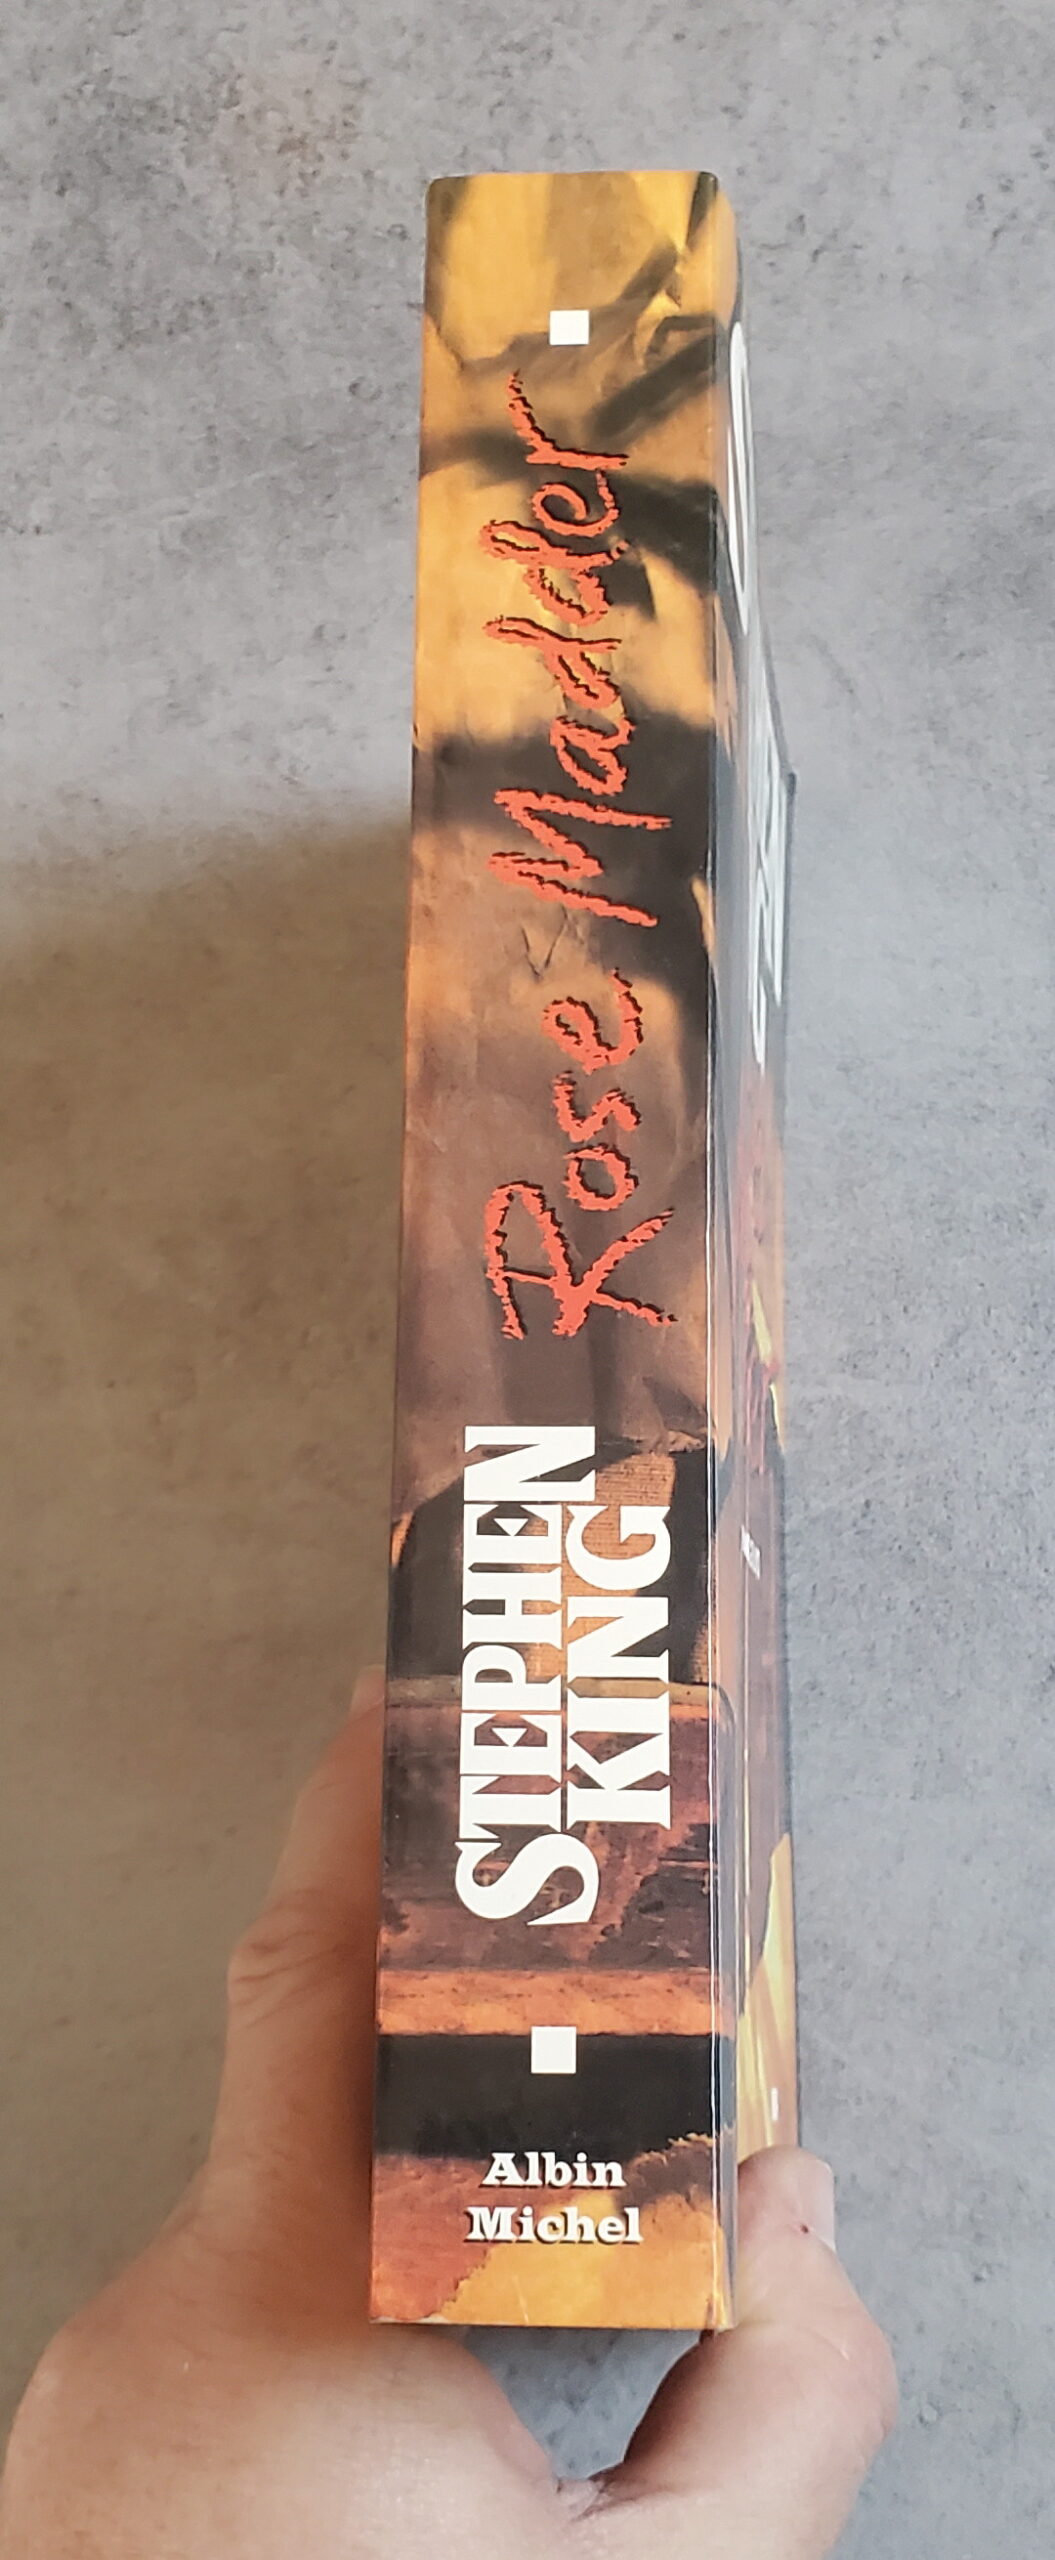 Rose Madder
STEPHEN
KING
Albin
Michel